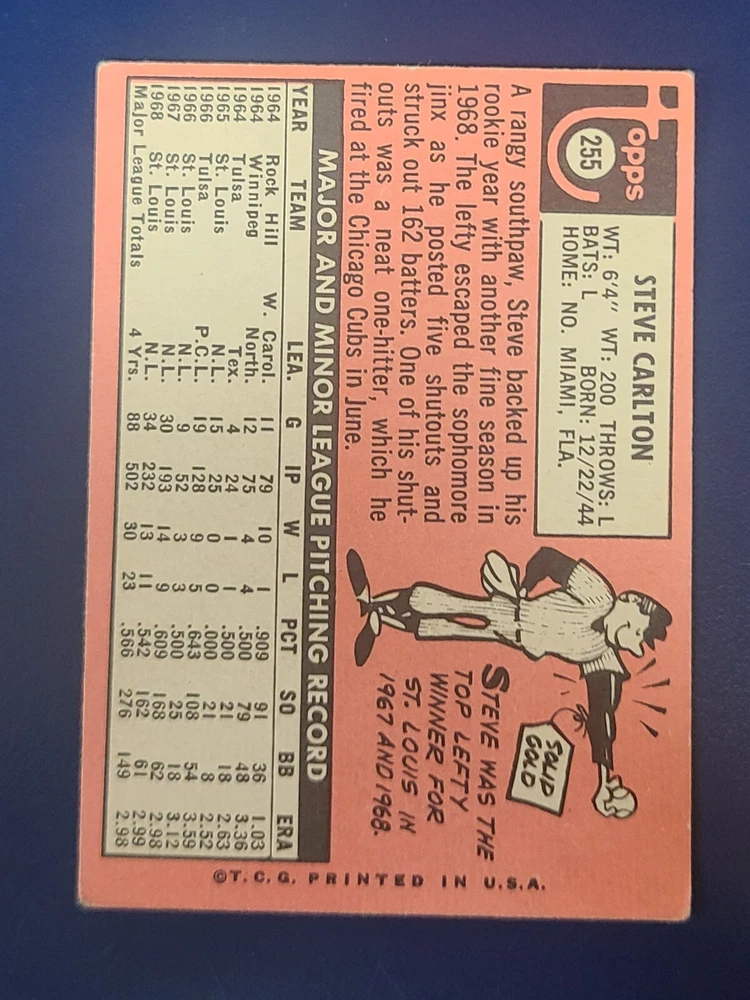 Topps
255
STEVE CARLTON
WT: 6'4" WT: 200 THROWS: L
BATS: L BORN: 12/22/44
HOME: NO. MIAMI, FLA.
A rangy southpaw, Steve backed up his
rookie year with another fine season in
1968. The lefty escaped the sophomore
jinx as he posted five shutouts and
struck out 162 batters. One of his shut-
outs was a neat one-hitter, which he
fired at the Chicago Cubs in June.
SOLID
GOLD
STEVE WAS THE
TOP LEFTY
WINNER FOR
ST. LOUIS IN
1967 AND 1968.
MAJOR AND MINOR LEAGUE PITCHING RECORD
YEAR TEAM LEA. G IP W L PCT SO BB ERA
1964 Rock Hill W. Carol. 11 79 10 1 .909 91 36 1.03
1964 Winnipeg North. 12 75 4 4 .500 79 48 3.36
1964 Tulsa Tex. 4 24 1 1 .500 21 18 2.63
1965 St. Louis N.L. 15 25 0 0 .000 21 8 2.52
1966 Tulsa P.C.L. 19 128 9 5 .643 108 54 3.59
1966 St. Louis N.L. 9 52 3 3 .500 25 18 3.12
1967 St. Louis N.L. 30 193 14 9 .609 168 62 2.98
1968 St. Louis N.L. 34 232 13 11 .542 162 61 2.99
Major League Totals 4 Yrs. 88 502 30 23 .566 276 149 2.98
©T.C.G. PRINTED IN U.S.A.